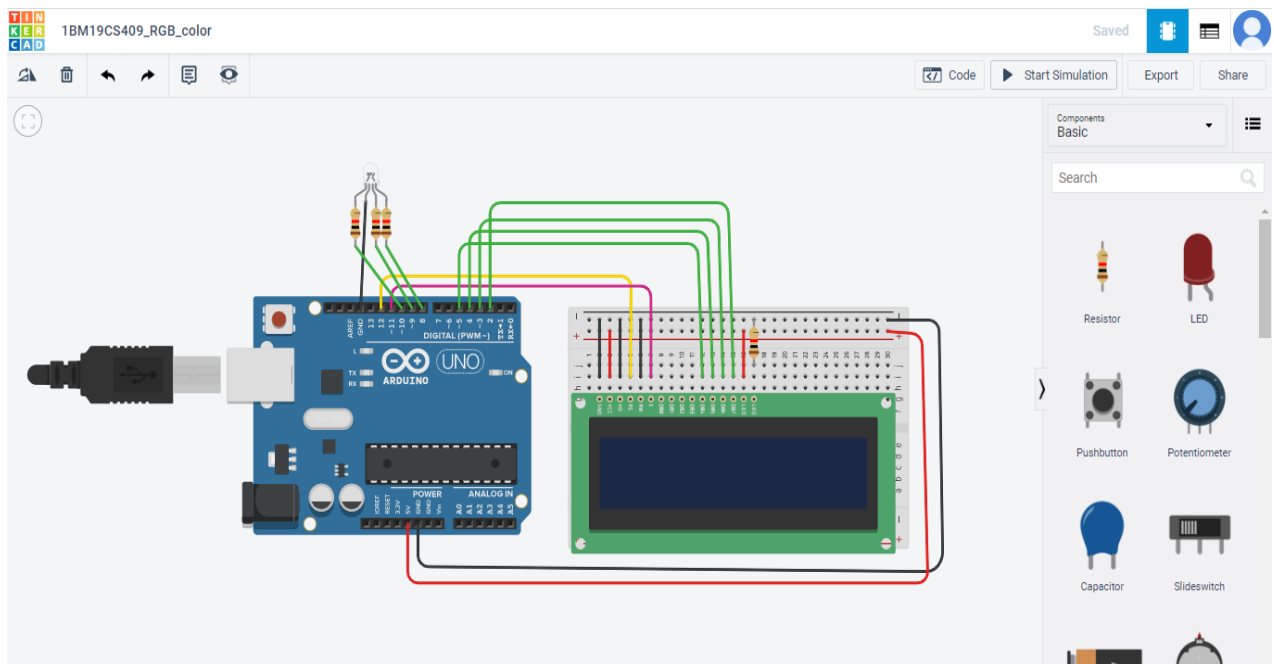 TIN
KER
CAD
1BM19CS409_RGB_color
Saved
Code
Start Simulation
Export
Share
Components
Basic
Search
Resistor
LED
Pushbutton
Potentiometer
Capacitor
Slideswitch
AREF
GND
13
12
~11
~10
~9
8
7
~6
~5
4
~3
2
TX→1
RX←0
DIGITAL (PWM~)
L
TX
RX
UNO
ON
ARDUINO
POWER
ANALOG IN
IOREF
RESET
3.3V
5V
GND
GND
Vin
A0
A1
A2
A3
A4
A5